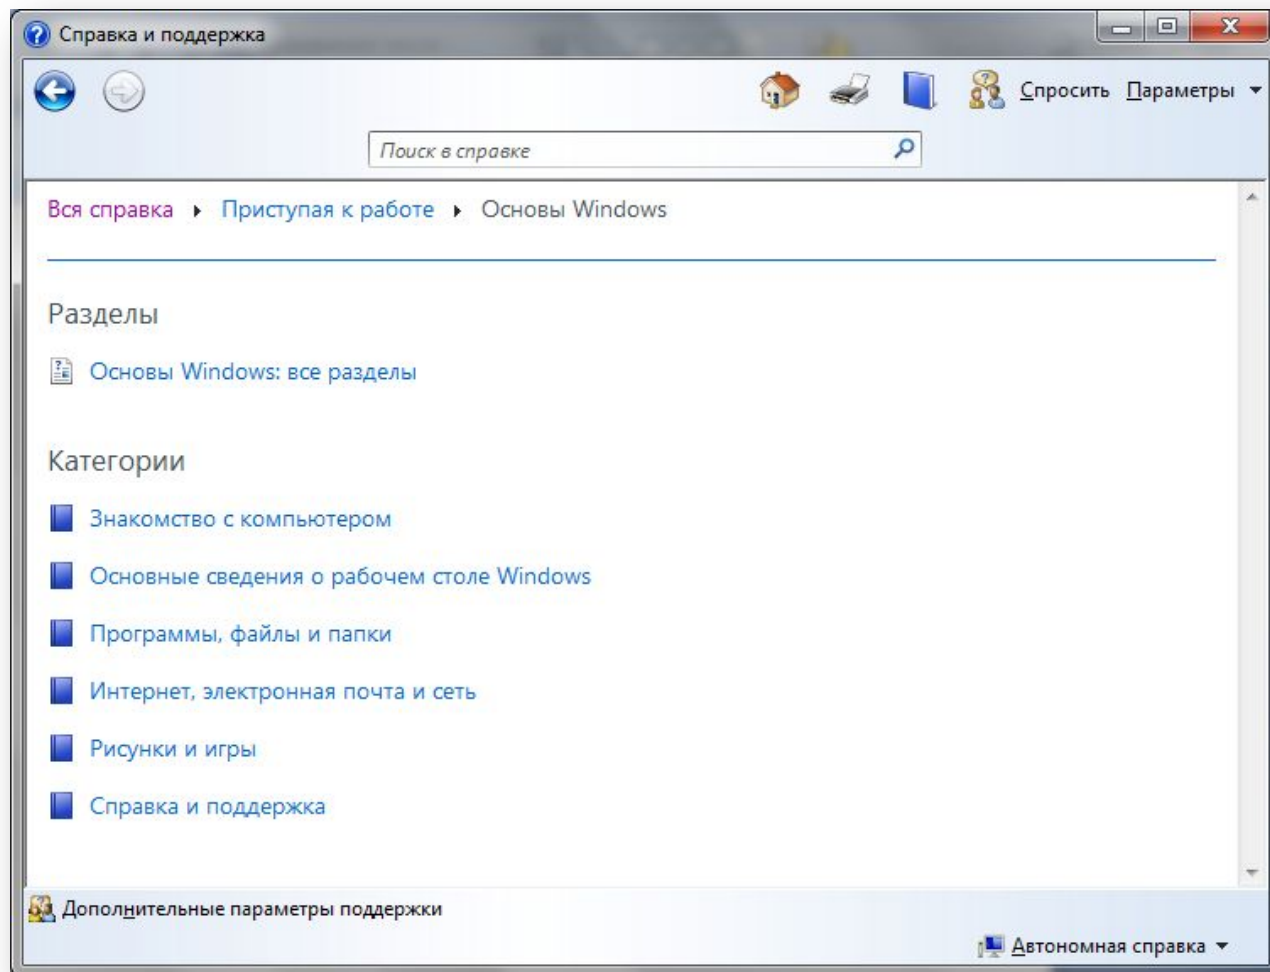 Справка и поддержка
Спросить Параметры
Поиск в справке
Вся справка Приступая к работе Основы Windows
Разделы
Основы Windows: все разделы
Категории
Знакомство с компьютером
Основные сведения о рабочем столе Windows
Программы, файлы и папки
Интернет, электронная почта и сеть
Рисунки и игры
Справка и поддержка
Дополнительные параметры поддержки
Автономная справка